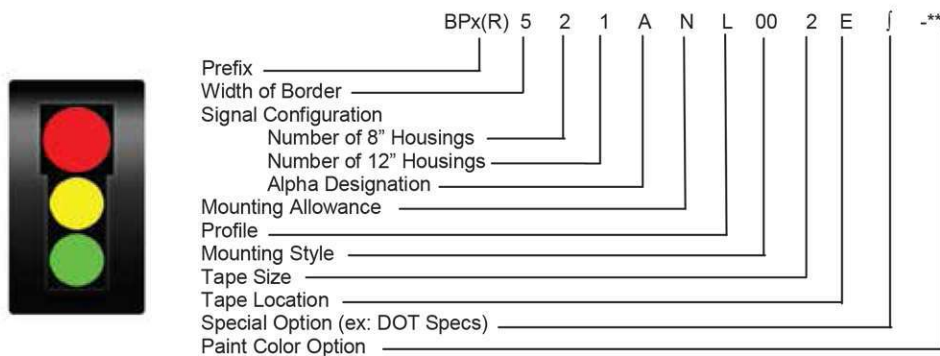 BPx(R) 5 2 1 A N L 00 2 E ∫ -**
Prefix
Width of Border
Signal Configuration
Number of 8” Housings
Number of 12” Housings
Alpha Designation
Mounting Allowance
Profile
Mounting Style
Tape Size
Tape Location
Special Option (ex: DOT Specs)
Paint Color Option